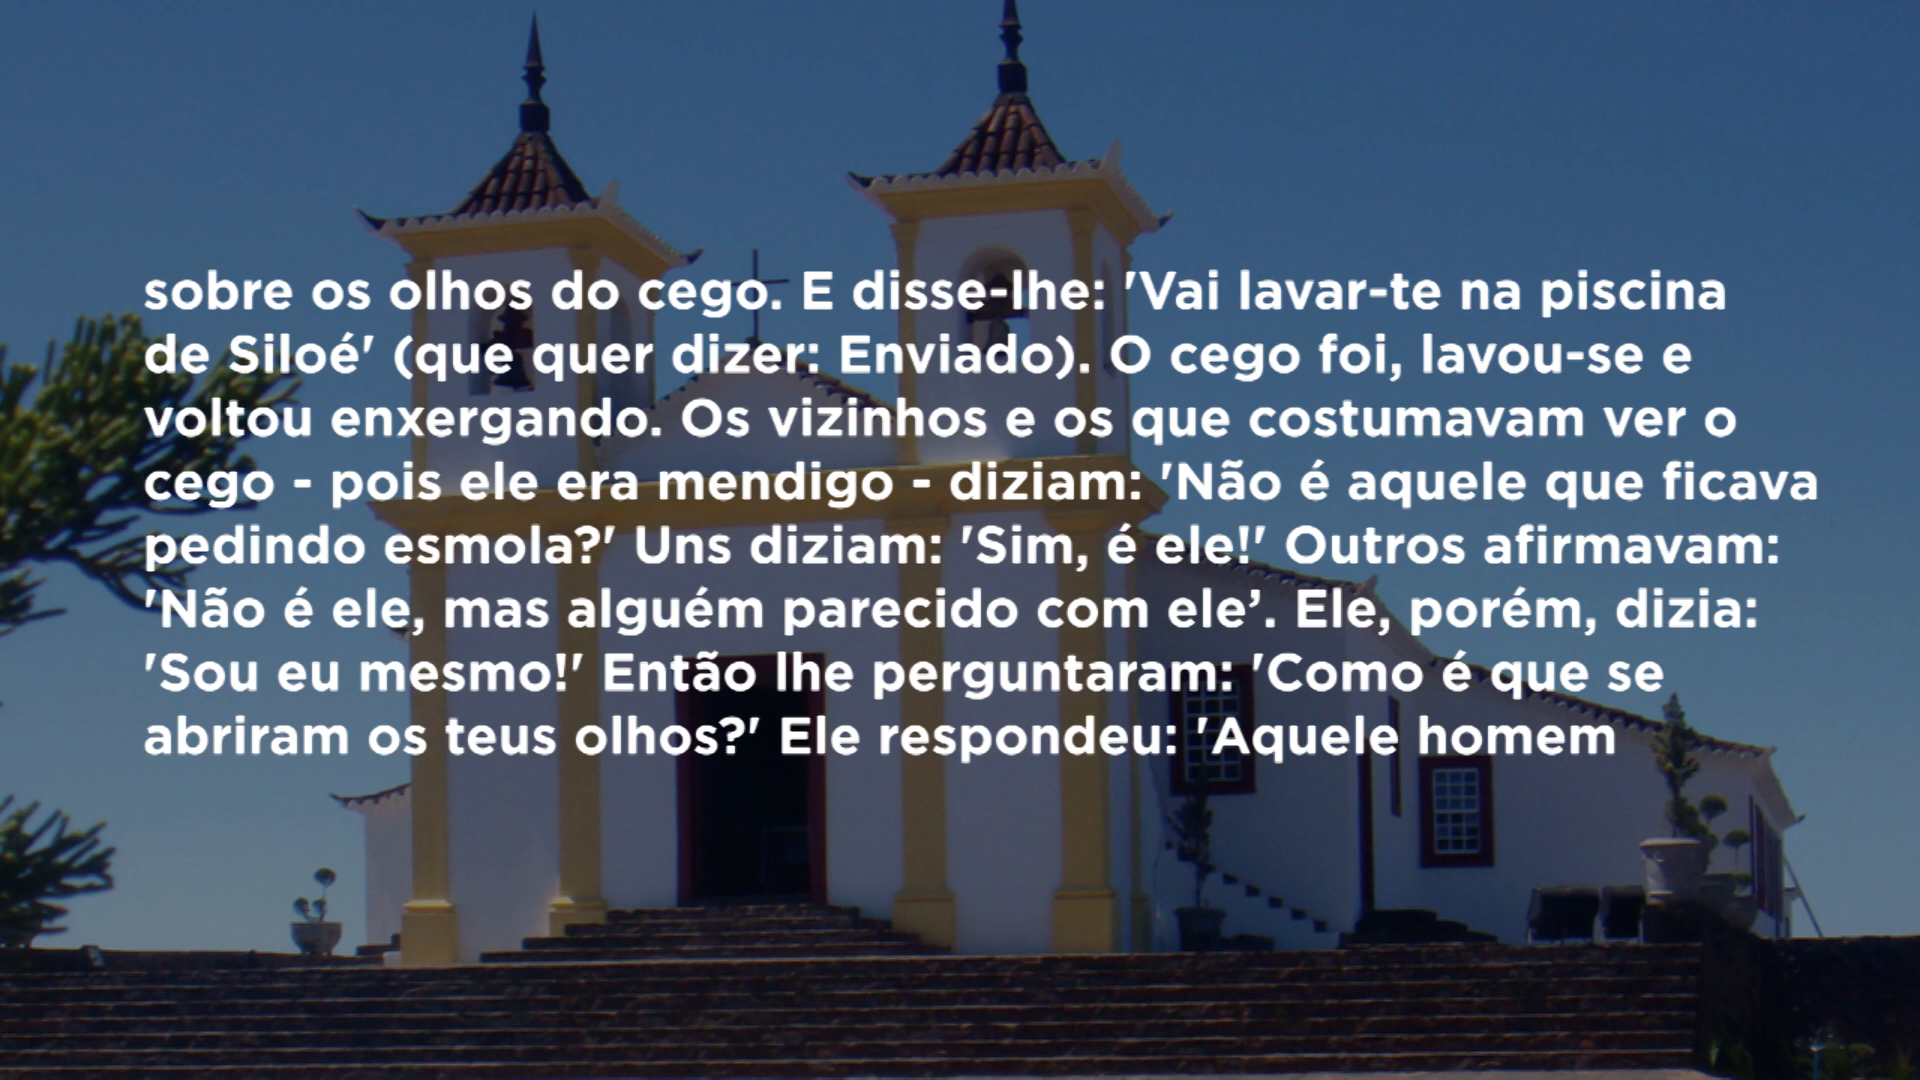 sobre os olhos do cego. E disse-lhe: 'Vai lavar-te na piscina
de Siloé' (que quer dizer: Enviado). O cego foi, lavou-se e
voltou enxergando. Os vizinhos e os que costumavam ver o
cego - pois ele era mendigo - diziam: 'Não é aquele que ficava
pedindo esmola?' Uns diziam: 'Sim, é ele!' Outros afirmavam:
'Não é ele, mas alguém parecido com ele’. Ele, porém, dizia:
'Sou eu mesmo!' Então lhe perguntaram: 'Como é que se
abriram os teus olhos?' Ele respondeu: 'Aquele homem